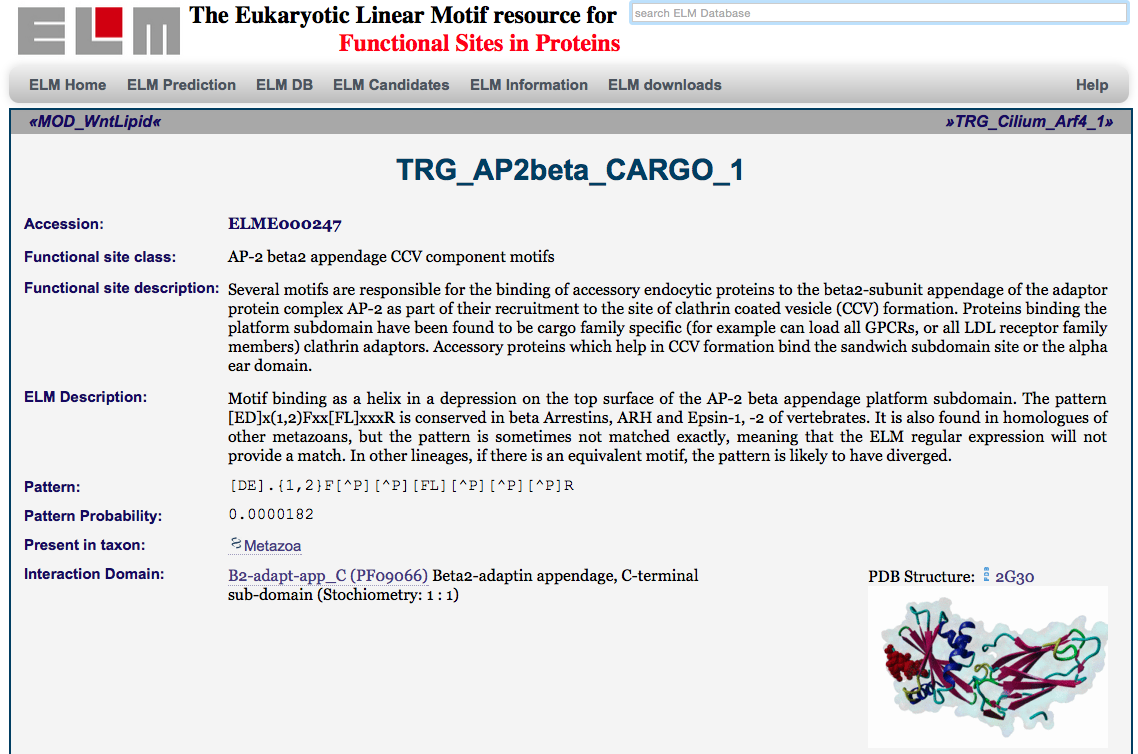 ELM
The Eukaryotic Linear Motif resource for
Functional Sites in Proteins
search ELM Database
ELM Home ELM Prediction ELM DB ELM Candidates ELM Information ELM downloads Help
«MOD_WntLipid« »TRG_Cilium_Arf4_1»
TRG_AP2beta_CARGO_1
Accession: ELME000247
Functional site class: AP-2 beta2 appendage CCV component motifs
Functional site description: Several motifs are responsible for the binding of accessory endocytic proteins to the beta2-subunit appendage of the adaptor
protein complex AP-2 as part of their recruitment to the site of clathrin coated vesicle (CCV) formation. Proteins binding the
platform subdomain have been found to be cargo family specific (for example can load all GPCRs, or all LDL receptor family
members) clathrin adaptors. Accessory proteins which help in CCV formation bind the sandwich subdomain site or the alpha
ear domain.
ELM Description: Motif binding as a helix in a depression on the top surface of the AP-2 beta appendage platform subdomain. The pattern
[ED]x(1,2)Fxx[FL]xxxR is conserved in beta Arrestins, ARH and Epsin-1, -2 of vertebrates. It is also found in homologues of
other metazoans, but the pattern is sometimes not matched exactly, meaning that the ELM regular expression will not
provide a match. In other lineages, if there is an equivalent motif, the pattern is likely to have diverged.
Pattern: [DE].{1,2}F[^P][^P][FL][^P][^P][^P]R
Pattern Probability: 0.0000182
Present in taxon: Metazoa
Interaction Domain: B2-adapt-app_C (PF09066) Beta2-adaptin appendage, C-terminal PDB Structure: 2G30
sub-domain (Stochiometry: 1 : 1)